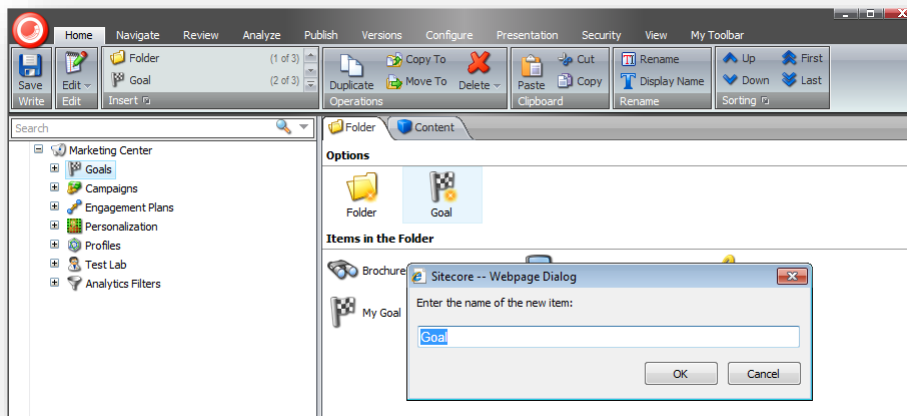 Home Navigate Review Analyze Publish Versions Configure Presentation Security View My Toolbar
Save
Write
Edit
Edit
Folder (1 of 3)
Goal (2 of 3)
Insert
Duplicate
Copy To
Move To
Delete
Operations
Paste
Cut
Copy
Clipboard
Rename
Display Name
Rename
Up First
Down Last
Sorting
Search
Marketing Center
Goals
Campaigns
Engagement Plans
Personalization
Profiles
Test Lab
Analytics Filters
Folder Content
Options
Folder Goal
Items in the Folder
Brochure
My Goal
Sitecore -- Webpage Dialog
Enter the name of the new item:
Goal
OK Cancel